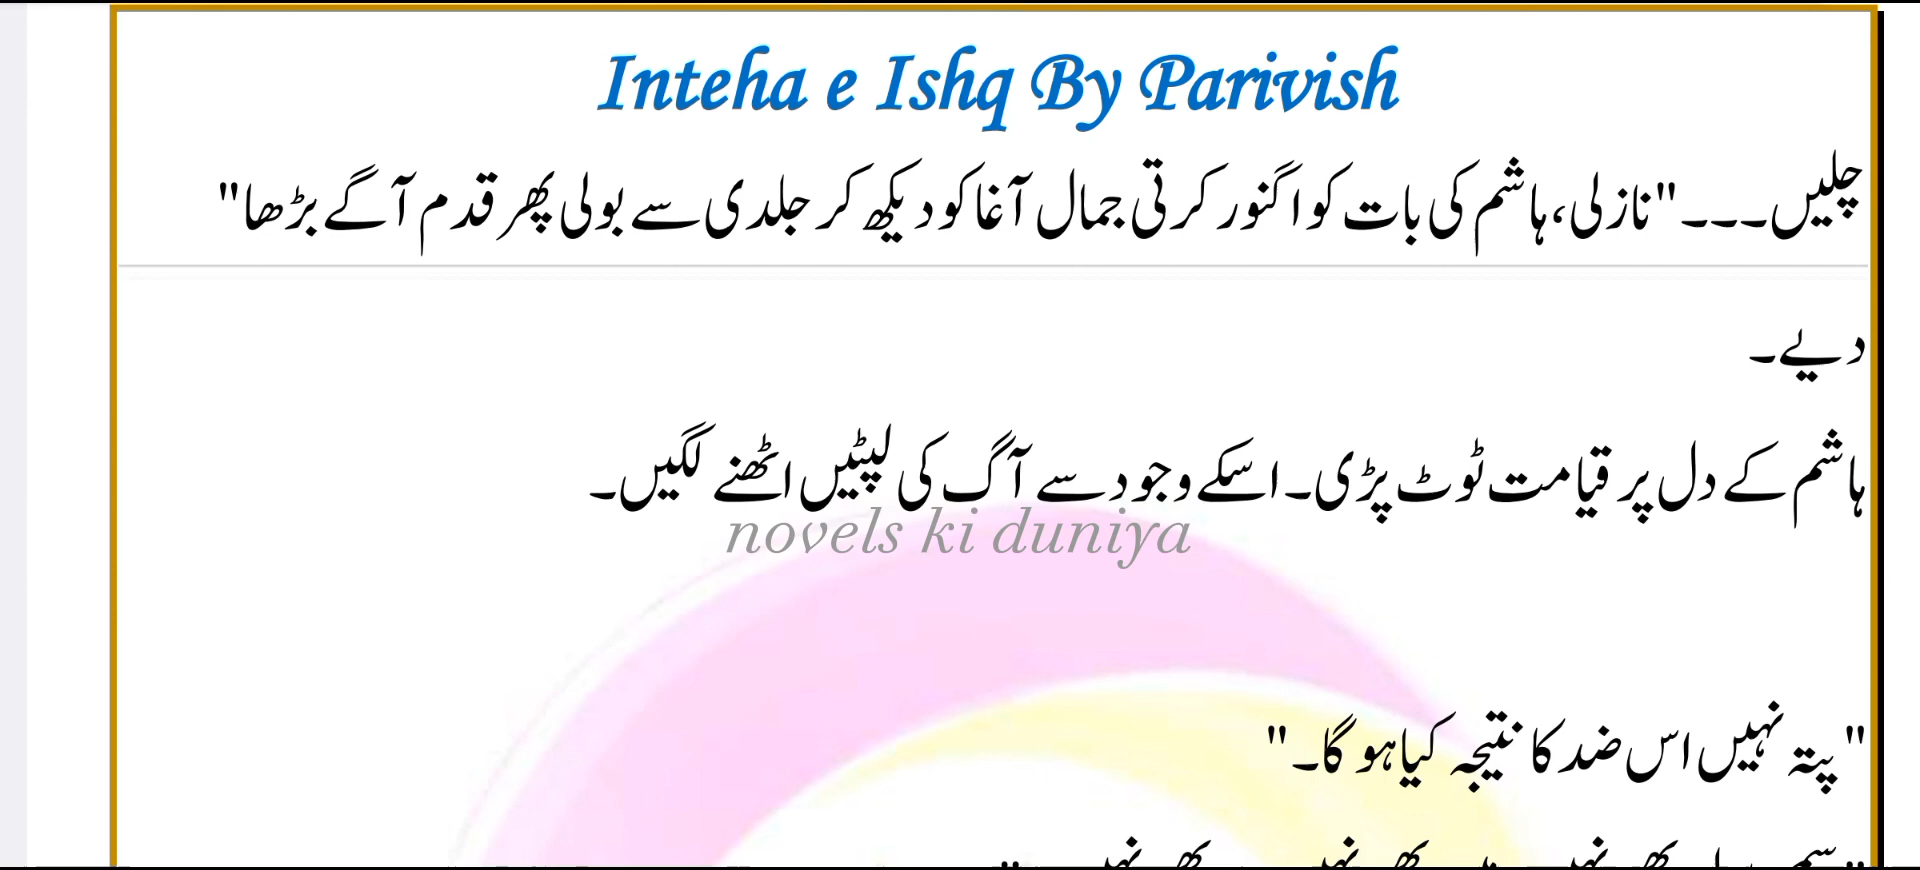 Inteha e Ishq By Parivish
چلیں۔۔۔"نازلی،ہاشم کی بات کو اگنور کرتی جمال آغا کو دیکھ کر جلدی سے بولی پھر قدم آگے بڑھا"
دیے۔
ہاشم کے دل پر قیامت ٹوٹ پڑی۔اسکے وجود سے آگ کی لپٹیں اٹھنے لگیں۔
novels ki duniya
" پتہ نہیں اس ضد کا نتیجہ کیا ہو گا۔"